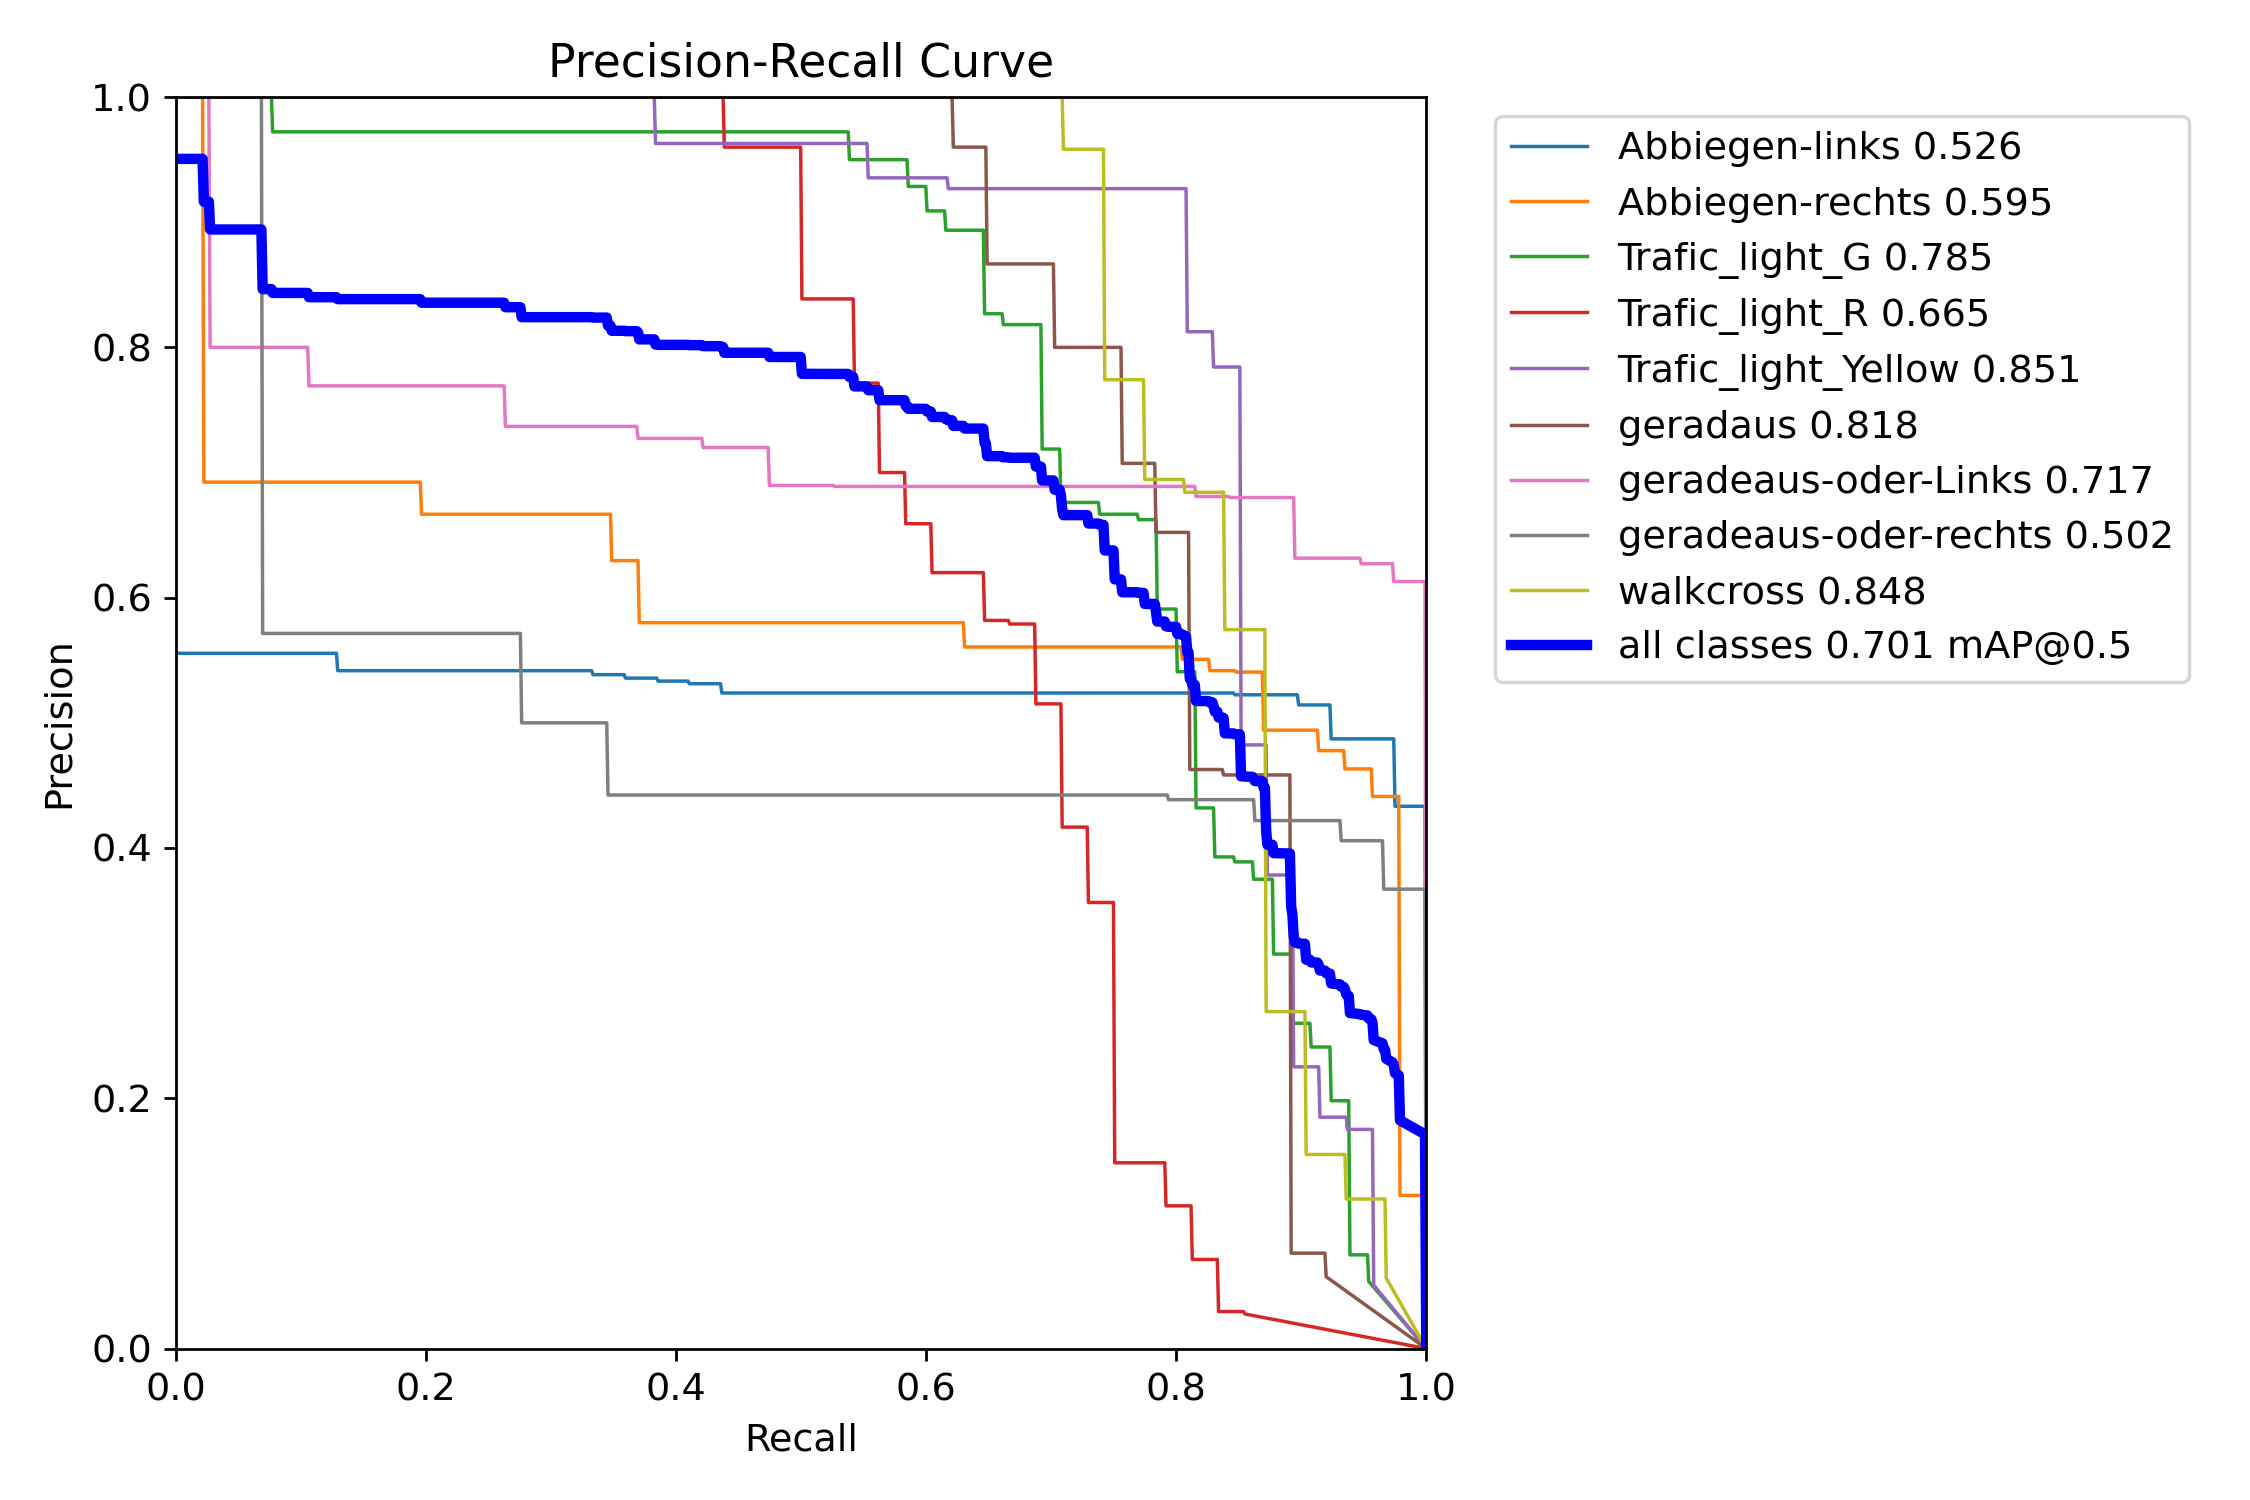 Precision-Recall Curve
1.0
0.8
0.6
0.4
0.2
0.0
Precision
0.0 0.2 0.4 0.6 0.8 1.0
Recall
Abbiegen-links 0.526
Abbiegen-rechts 0.595
Trafic_light_G 0.785
Trafic_light_R 0.665
Trafic_light_Yellow 0.851
geradaus 0.818
geradeaus-oder-Links 0.717
geradeaus-oder-rechts 0.502
walkcross 0.848
all classes 0.701 mAP@0.5